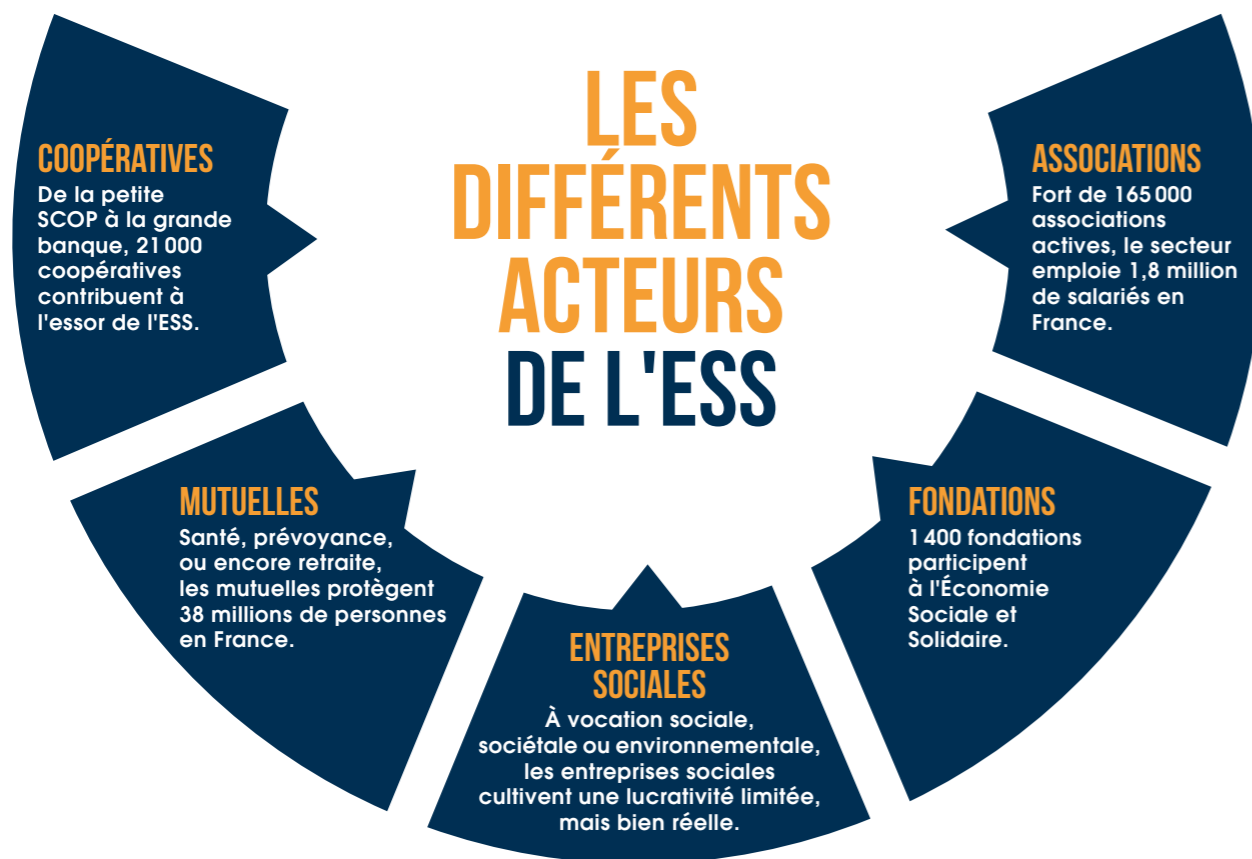 LES
DIFFÉRENTS
ACTEURS
DE L'ESS
COOPÉRATIVES
De la petite
SCOP à la grande
banque, 21 000
coopératives
contribuent à
l'essor de l'ESS.
MUTUELLES
Santé, prévoyance,
ou encore retraite,
les mutuelles protègent
38 millions de personnes
en France.
ENTREPRISES
SOCIALES
À vocation sociale,
sociétale ou environnementale,
les entreprises sociales
cultivent une lucrativité limitée,
mais bien réelle.
FONDATIONS
1 400 fondations
participent
à l'Économie
Sociale et
Solidaire.
ASSOCIATIONS
Fort de 165 000
associations
actives, le secteur
emploie 1,8 million
de salariés en
France.